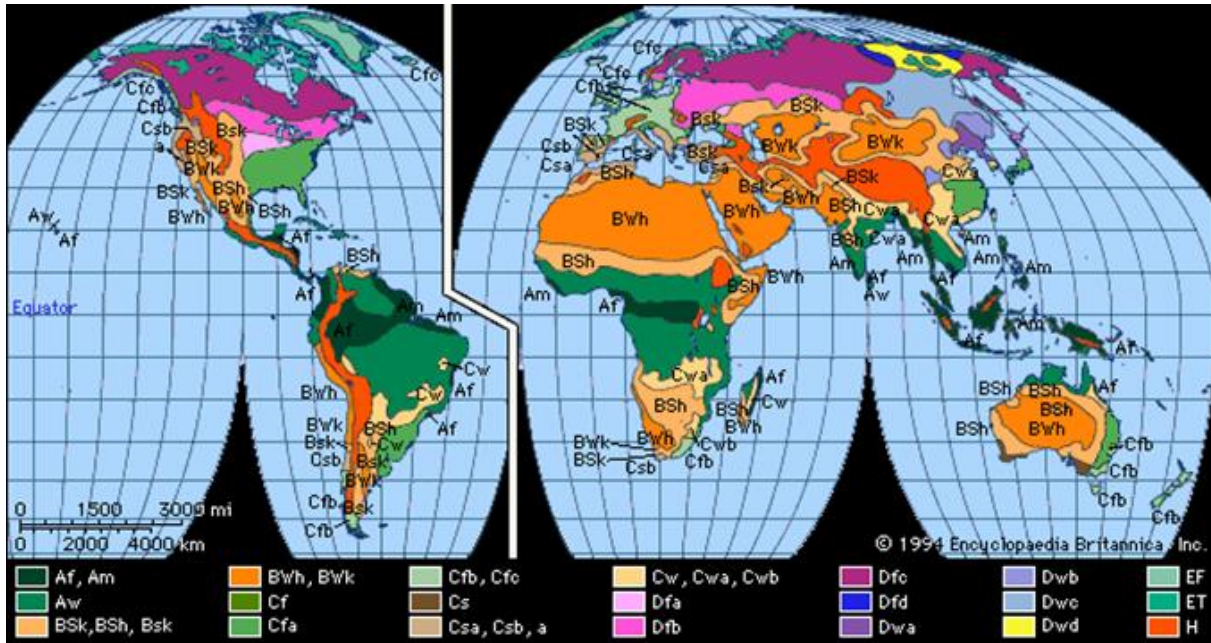 Cfc
Cfc
Cfc
Cfb
Cfb
Csb
Bsk
BSk
Bsk
BSk
a
BSk
BWk
BSk
BWk
Csb
Csa
Csa
Bsk
Csa
Cwa
BSk
BSh
BSk
BSh
BWh
BWh
BSh
BSh
Bsk
BWk
BSh
Cwa
Cwa
Aw
Af
Af
BSh
BWh
BWh
BSh
Cwa
Am
Am
Am
Am
Af
BSh
BWh
BSh
Am
Af
Aw
Af
Am
Equator
Af
Am
Am
Af
Af
Am
Af
Cw
Af
Cw
BWh
Af
Cwa
Af
Cw
BSh
BSh
BWh
BSh
BSh
Af
BSh
BWh
BSh
BWk
Bsk
Csb
BSh
Cw
Bsk
BWk
BWh
BWk
BSk
Csb
Cwb
Cfb
Cfb
Cfb
Cfb
Cfb
Bsk
Cfb
Cfb
0 1500 3000 mi
0 2000 4000 km
© 1994 Encyclopaedia Britannica, Inc.
Af, Am
BWh, BWk
Cfb, Cfc
Cw, Cwa, Cwb
Dfc
Dwb
EF
Aw
Cf
Cs
Dfa
Dfd
Dwc
ET
BSk,BSh, Bsk
Cfa
Csa, Csb, a
Dfb
Dwa
Dwd
H